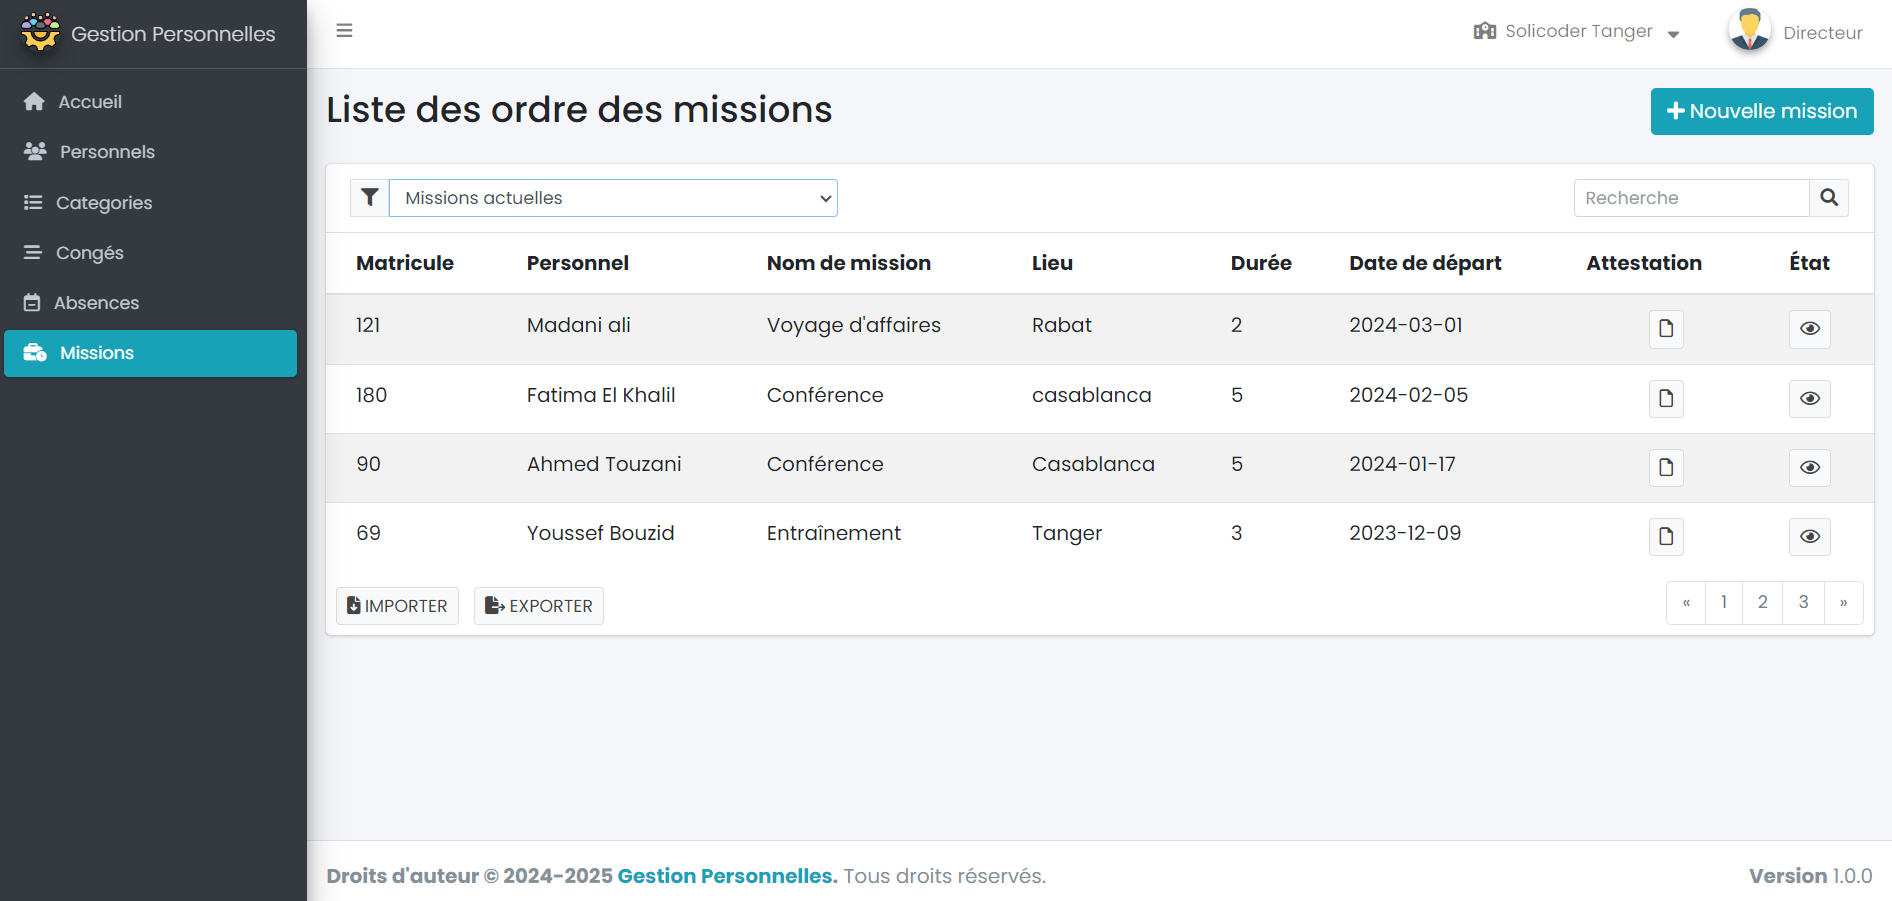 Gestion Personnelles
Solicoder Tanger
Directeur
Accueil
Personnels
Categories
Congés
Absences
Missions
Liste des ordre des missions
Nouvelle mission
Missions actuelles
Recherche
Matricule Personnel Nom de mission Lieu Durée Date de départ Attestation État
121 Madani ali Voyage d'affaires Rabat 2 2024-03-01
180 Fatima El Khalil Conférence casablanca 5 2024-02-05
90 Ahmed Touzani Conférence Casablanca 5 2024-01-17
69 Youssef Bouzid Entraînement Tanger 3 2023-12-09
IMPORTER EXPORTER
« 1 2 3 »
Droits d'auteur © 2024-2025 Gestion Personnelles. Tous droits réservés.
Version 1.0.0